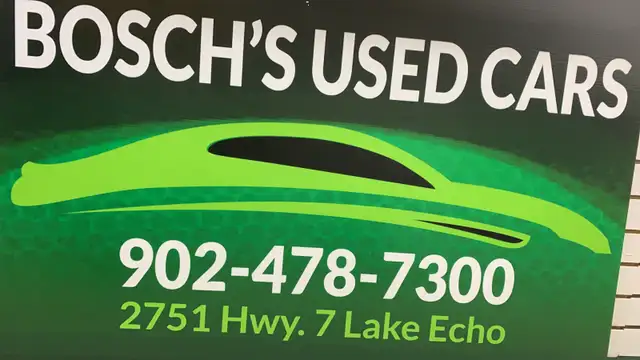 BOSCH'S USED CARS
902-478-7300
2751 Hwy. 7 Lake Echo